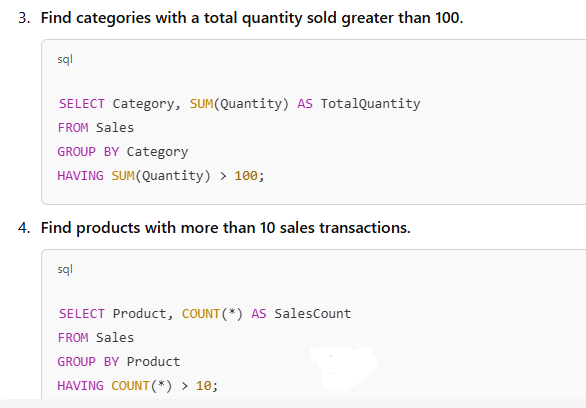 3. Find categories with a total quantity sold greater than 100.
sql
SELECT Category, SUM(Quantity) AS TotalQuantity
FROM Sales
GROUP BY Category
HAVING SUM(Quantity) > 100;
4. Find products with more than 10 sales transactions.
sql
SELECT Product, COUNT(*) AS SalesCount
FROM Sales
GROUP BY Product
HAVING COUNT(*) > 10;